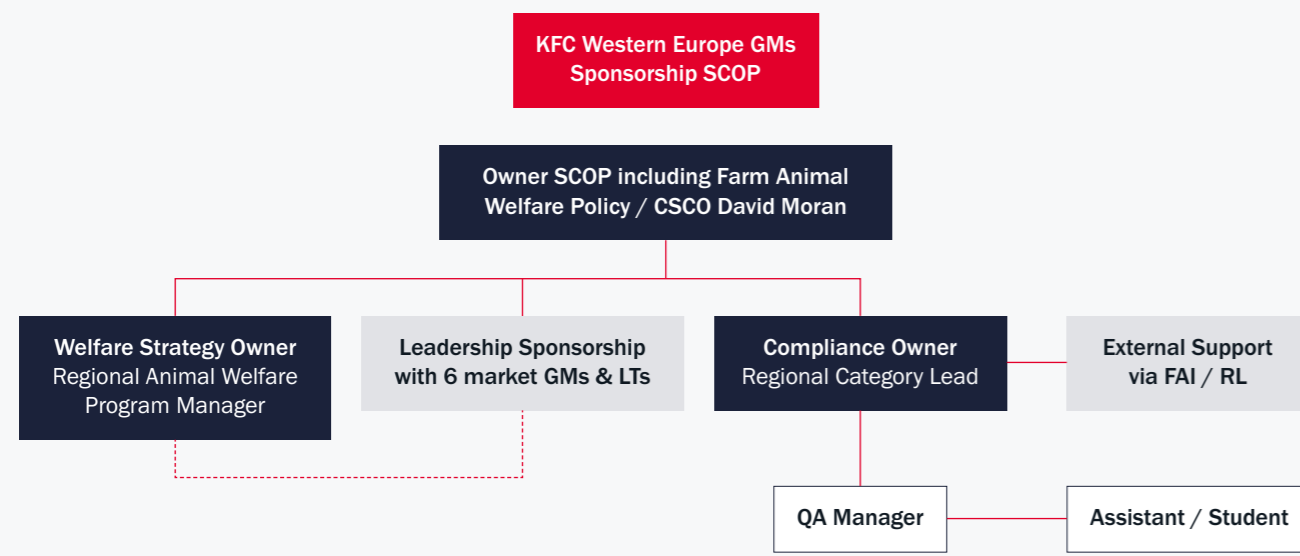 KFC Western Europe GMs
Sponsorship SCOP
Owner SCOP including Farm Animal
Welfare Policy / CSCO David Moran
Welfare Strategy Owner
Regional Animal Welfare
Program Manager
Leadership Sponsorship
with 6 market GMs & LTs
Compliance Owner
Regional Category Lead
External Support
via FAI / RL
QA Manager
Assistant / Student